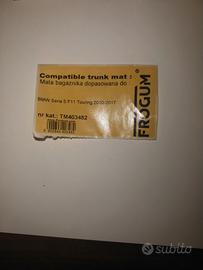 Compatible trunk mat :
Mata bagażnika dopasowana do :
BMW Seria 5 F11 Touring 2010-2017
nr kat.: TM403482
FROGUM
subito